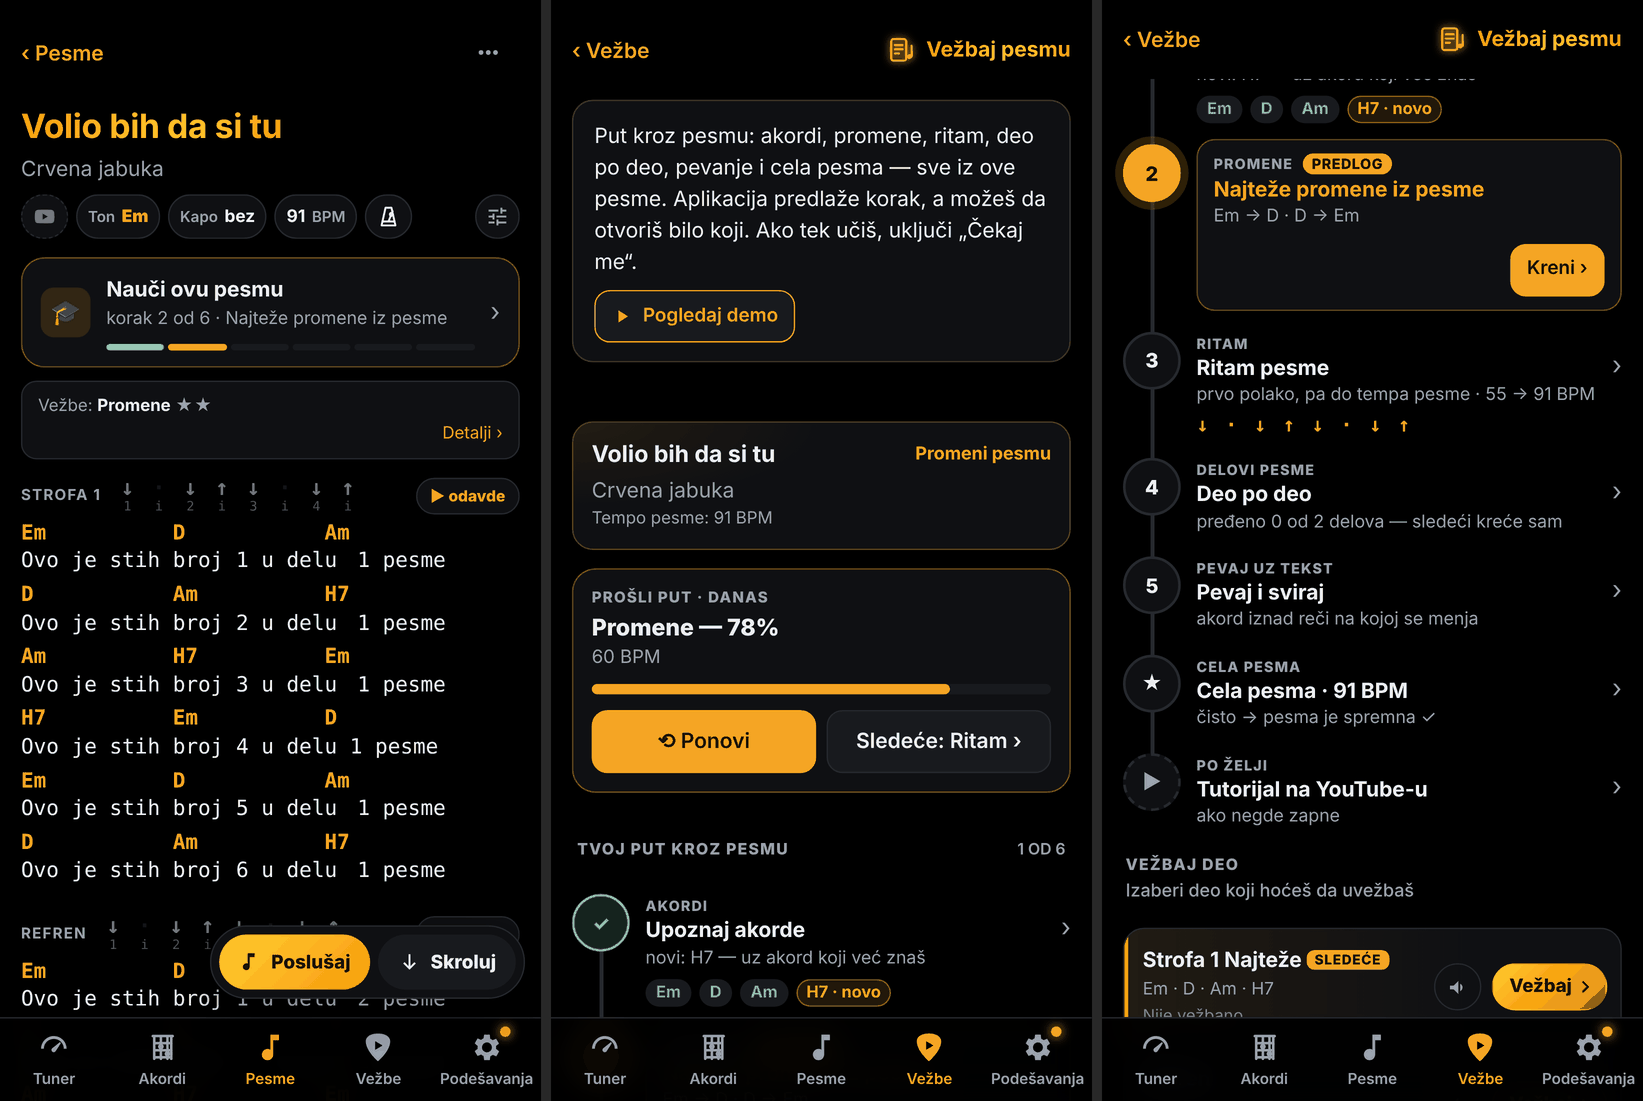 ‹ Pesme
Volio bih da si tu
Crvena jabuka
Ton Em
Kapo bez
91 BPM
Nauči ovu pesmu
korak 2 od 6 · Najteže promene iz pesme
Vežbe: Promene ★★
Detalji ›
STROFA 1 ↓ · ↓ ↑ ↓ · ↓ ↑
1 i 2 i 3 i 4 i
▶ odavde
Em D Am
Ovo je stih broj 1 u delu 1 pesme
D Am H7
Ovo je stih broj 2 u delu 1 pesme
Am H7 Em
Ovo je stih broj 3 u delu 1 pesme
H7 Em D
Ovo je stih broj 4 u delu 1 pesme
Em D Am
Ovo je stih broj 5 u delu 1 pesme
D Am H7
Ovo je stih broj 6 u delu 1 pesme
REFREN ↓ · ↓ ↑
1 i 2 i
Em D
Ovo je stih broj 1 u delu 2 pesme
Poslušaj
↓ Skroluj
Tuner
Akordi
Pesme
Vežbe
Podešavanja
‹ Vežbe
Vežbaj pesmu
Put kroz pesmu: akordi, promene, ritam, deo
po deo, pevanje i cela pesma — sve iz ove
pesme. Aplikacija predlaže korak, a možeš da
otvoriš bilo koji. Ako tek učiš, uključi „Čekaj
me“.
▶ Pogledaj demo
Volio bih da si tu
Promeni pesmu
Crvena jabuka
Tempo pesme: 91 BPM
PROŠLI PUT · DANAS
Promene — 78%
60 BPM
⟲ Ponovi
Sledeće: Ritam ›
TVOJ PUT KROZ PESMU
1 OD 6
AKORDI
Upoznaj akorde
novi: H7 — uz akord koji već znaš
Em D Am H7 · novo
Tuner
Akordi
Pesme
Vežbe
Podešavanja
‹ Vežbe
Vežbaj pesmu
Em D Am H7 · novo
2
PROMENE PREDLOG
Najteže promene iz pesme
Em → D · D → Em
Kreni ›
3
RITAM
Ritam pesme
prvo polako, pa do tempa pesme · 55 → 91 BPM
↓ · ↓ ↑ ↓ · ↓ ↑
4
DELOVI PESME
Deo po deo
pređeno 0 od 2 delova — sledeći kreće sam
5
PEVAJ UZ TEKST
Pevaj i sviraj
akord iznad reči na kojoj se menja
★
CELA PESMA
Cela pesma · 91 BPM
čisto → pesma je spremna ✓
PO ŽELJI
Tutorijal na YouTube-u
ako negde zapne
VEŽBAJ DEO
Izaberi deo koji hoćeš da uvežbaš
Strofa 1 Najteže SLEDEĆE
Em · D · Am · H7
Nije vežbano
Vežbaj ›
Tuner
Akordi
Pesme
Vežbe
Podešavanja